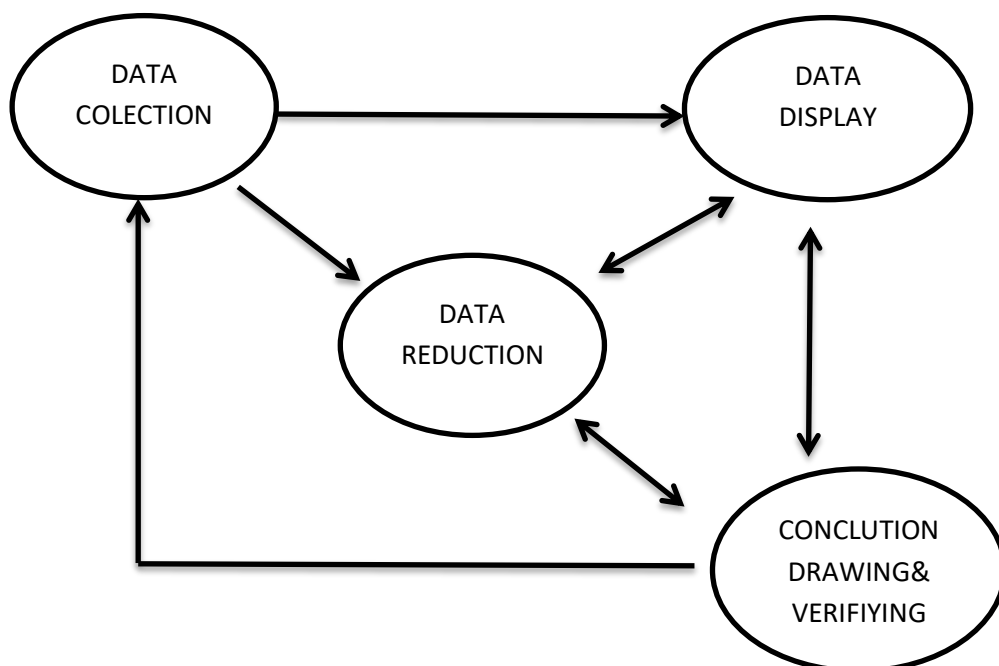 DATA
COLECTION
DATA
DISPLAY
DATA
REDUCTION
CONCLUTION
DRAWING&
VERIFIYING